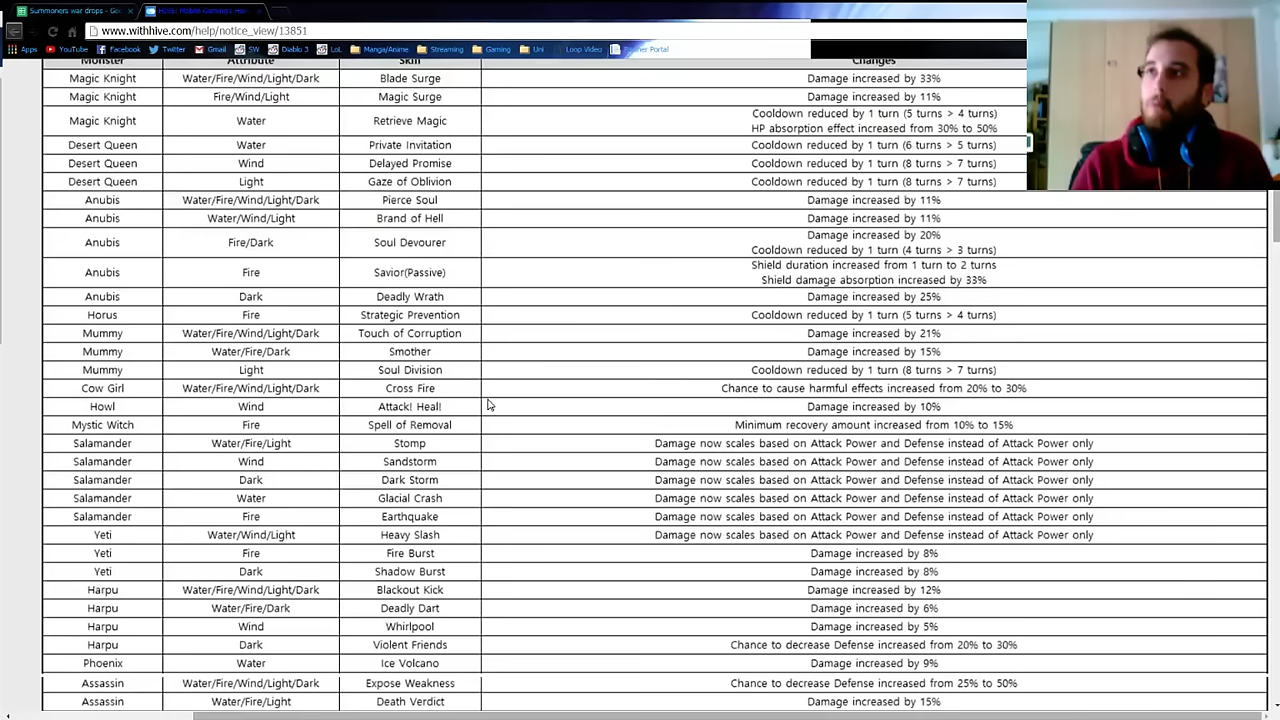 Summoners war drops
www.withhive.com/help/notice_view/13851
Apps YouTube Facebook Twitter Gmail SW Diablo 3 LoL Manga/Anime Streaming Gaming Uni Loop Video Partner Portal
Monster Attribute Skill Changes
Magic Knight Water/Fire/Wind/Light/Dark Blade Surge Damage increased by 33%
Magic Knight Fire/Wind/Light Magic Surge Damage increased by 11%
Magic Knight Water Retrieve Magic Cooldown reduced by 1 turn (5 turns > 4 turns)
HP absorption effect increased from 30% to 50%
Desert Queen Water Private Invitation Cooldown reduced by 1 turn (6 turns > 5 turns)
Desert Queen Wind Delayed Promise Cooldown reduced by 1 turn (8 turns > 7 turns)
Desert Queen Light Gaze of Oblivion Cooldown reduced by 1 turn (8 turns > 7 turns)
Anubis Water/Fire/Wind/Light/Dark Pierce Soul Damage increased by 11%
Anubis Water/Wind/Light Brand of Hell Damage increased by 11%
Anubis Fire/Dark Soul Devourer Damage increased by 20%
Cooldown reduced by 1 turn (4 turns > 3 turns)
Anubis Fire Savior(Passive) Shield duration increased from 1 turn to 2 turns
Shield damage absorption increased by 33%
Anubis Dark Deadly Wrath Damage increased by 25%
Horus Fire Strategic Prevention Cooldown reduced by 1 turn (5 turns > 4 turns)
Mummy Water/Fire/Wind/Light/Dark Touch of Corruption Damage increased by 21%
Mummy Water/Fire/Dark Smother Damage increased by 15%
Mummy Light Soul Division Cooldown reduced by 1 turn (8 turns > 7 turns)
Cow Girl Water/Fire/Wind/Light/Dark Cross Fire Chance to cause harmful effects increased from 20% to 30%
Howl Wind Attack! Heal! Damage increased by 10%
Mystic Witch Fire Spell of Removal Minimum recovery amount increased from 10% to 15%
Salamander Water/Fire/Light Stomp Damage now scales based on Attack Power and Defense instead of Attack Power only
Salamander Wind Sandstorm Damage now scales based on Attack Power and Defense instead of Attack Power only
Salamander Dark Dark Storm Damage now scales based on Attack Power and Defense instead of Attack Power only
Salamander Water Glacial Crash Damage now scales based on Attack Power and Defense instead of Attack Power only
Salamander Fire Earthquake Damage now scales based on Attack Power and Defense instead of Attack Power only
Yeti Water/Wind/Light Heavy Slash Damage now scales based on Attack Power and Defense instead of Attack Power only
Yeti Fire Fire Burst Damage increased by 8%
Yeti Dark Shadow Burst Damage increased by 8%
Harpu Water/Fire/Wind/Light/Dark Blackout Kick Damage increased by 12%
Harpu Water/Fire/Dark Deadly Dart Damage increased by 6%
Harpu Wind Whirlpool Damage increased by 5%
Harpu Dark Violent Friends Chance to decrease Defense increased from 20% to 30%
Phoenix Water Ice Volcano Damage increased by 9%
Assassin Water/Fire/Wind/Light/Dark Expose Weakness Chance to decrease Defense increased from 25% to 50%
Assassin Water/Fire/Light Death Verdict Damage increased by 15%